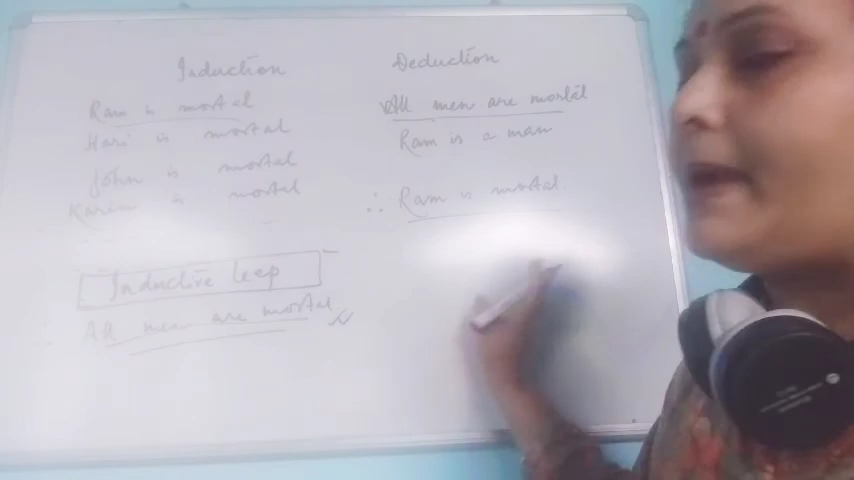 Induction
Ram is mortal
Hari is mortal
John is mortal
Karim is mortal
Inductive leep
All men are mortal
Deduction
All men are mortal
Ram is a man
∴ Ram is mortal